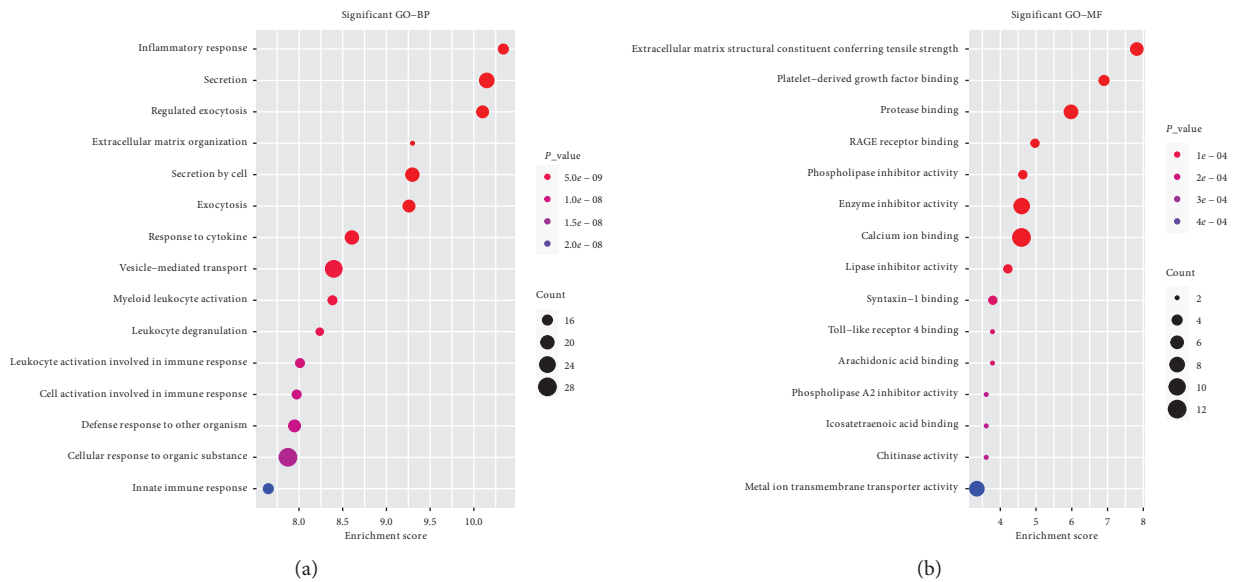 Significant GO–BP
Inflammatory response
Secretion
Regulated exocytosis
Extracellular matrix organization
Secretion by cell
Exocytosis
Response to cytokine
Vesicle–mediated transport
Myeloid leukocyte activation
Leukocyte degranulation
Leukocyte activation involved in immune response
Cell activation involved in immune response
Defense response to other organism
Cellular response to organic substance
Innate immune response
8.0 8.5 9.0 9.5 10.0
Enrichment score
P_value
5.0e − 09
1.0e − 08
1.5e − 08
2.0e − 08
Count
16
20
24
28
(a)
Significant GO–MF
Extracellular matrix structural constituent conferring tensile strength
Platelet–derived growth factor binding
Protease binding
RAGE receptor binding
Phospholipase inhibitor activity
Enzyme inhibitor activity
Calcium ion binding
Lipase inhibitor activity
Syntaxin–1 binding
Toll–like receptor 4 binding
Arachidonic acid binding
Phospholipase A2 inhibitor activity
Icosatetraenoic acid binding
Chitinase activity
Metal ion transmembrane transporter activity
4 5 6 7 8
Enrichment score
P_value
1e − 04
2e − 04
3e − 04
4e − 04
Count
2
4
6
8
10
12
(b)